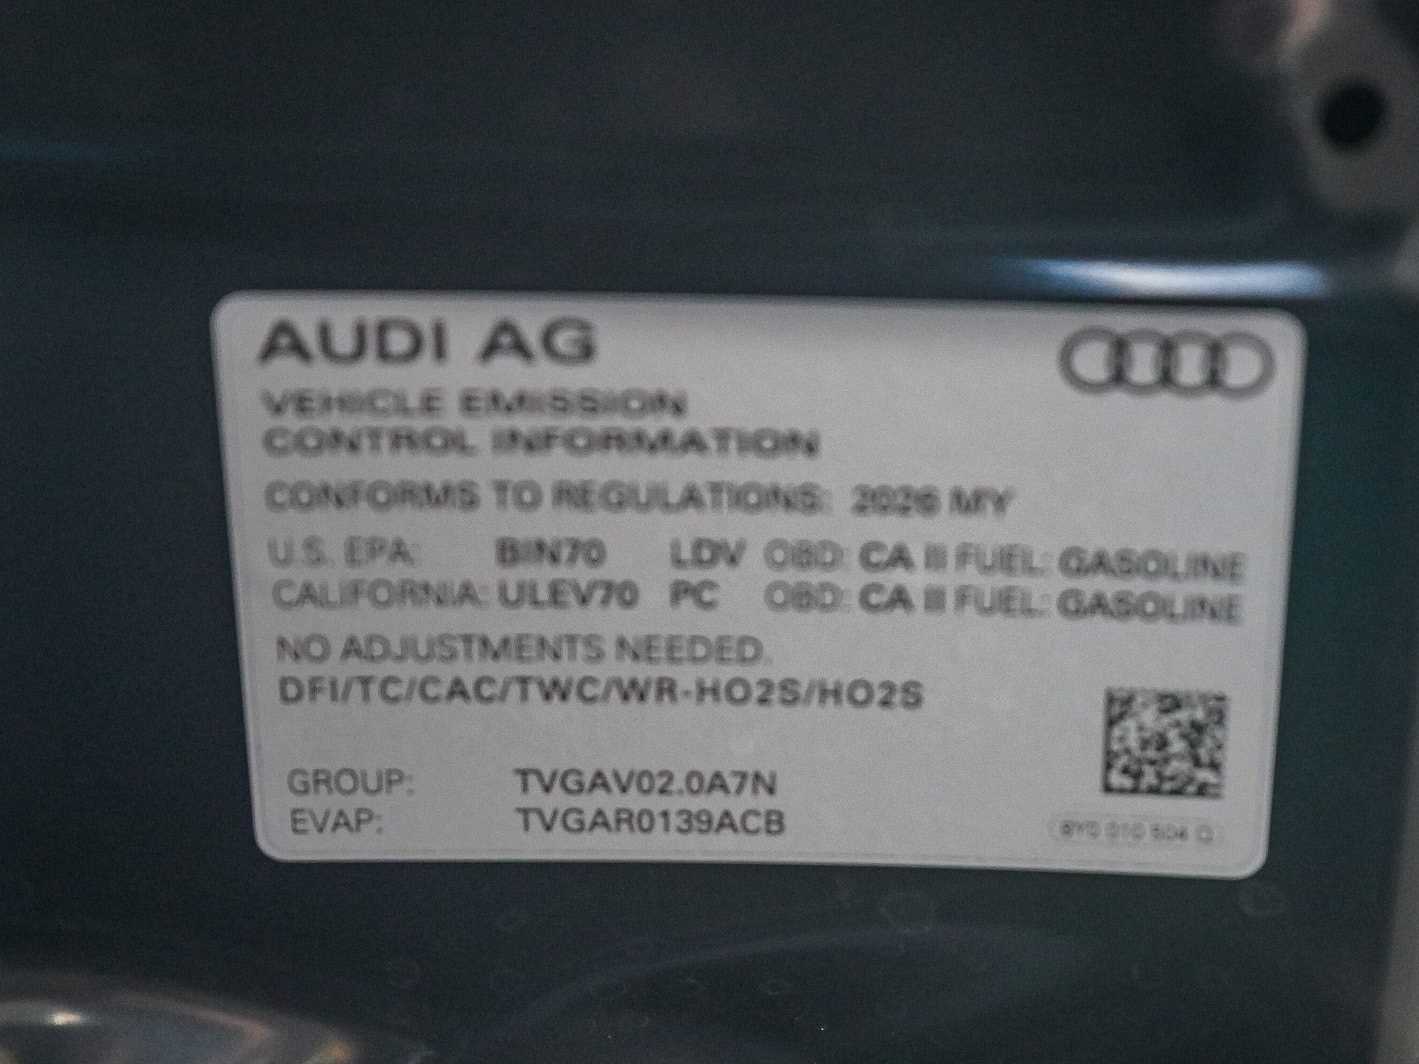 AUDI AG
VEHICLE EMISSION
CONTROL INFORMATION
CONFORMS TO REGULATIONS: 2026 MY
U.S. EPA: BIN70 LDV OBD: CA II FUEL: GASOLINE
CALIFORNIA: ULEV70 PC OBD: CA II FUEL: GASOLINE
NO ADJUSTMENTS NEEDED.
DFI/TC/CAC/TWC/WR-HO2S/HO2S
GROUP: TVGAV02.0A7N
EVAP: TVGAR0139ACB